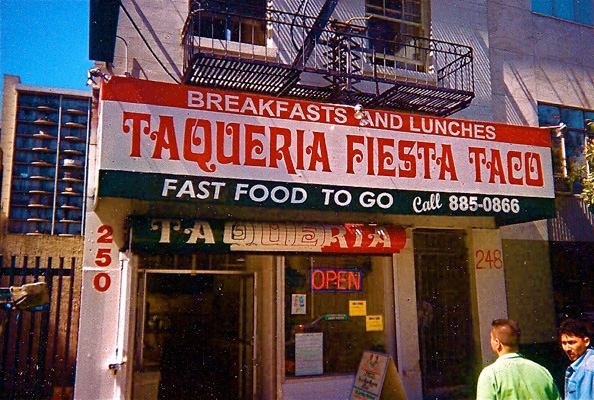 BREAKFASTS AND LUNCHES
TAQUERIA FIESTA TACO
FAST FOOD TO GO Call 885-0866
TAQUERIA
250
248
OPEN